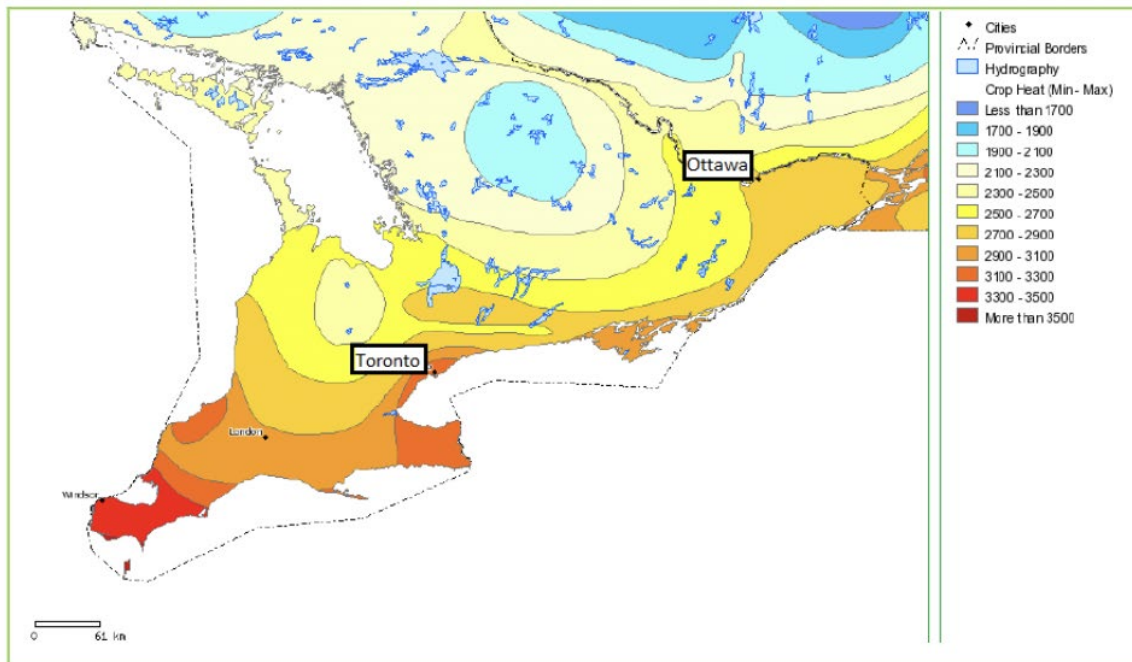 Cities
Provincial Borders
Hydrography
Crop Heat (Min - Max)
Less than 1700
1700 - 1900
1900 - 2100
2100 - 2300
2300 - 2500
2500 - 2700
2700 - 2900
2900 - 3100
3100 - 3300
3300 - 3500
More than 3500
Ottawa
Toronto
London
Windsor
0 61 km